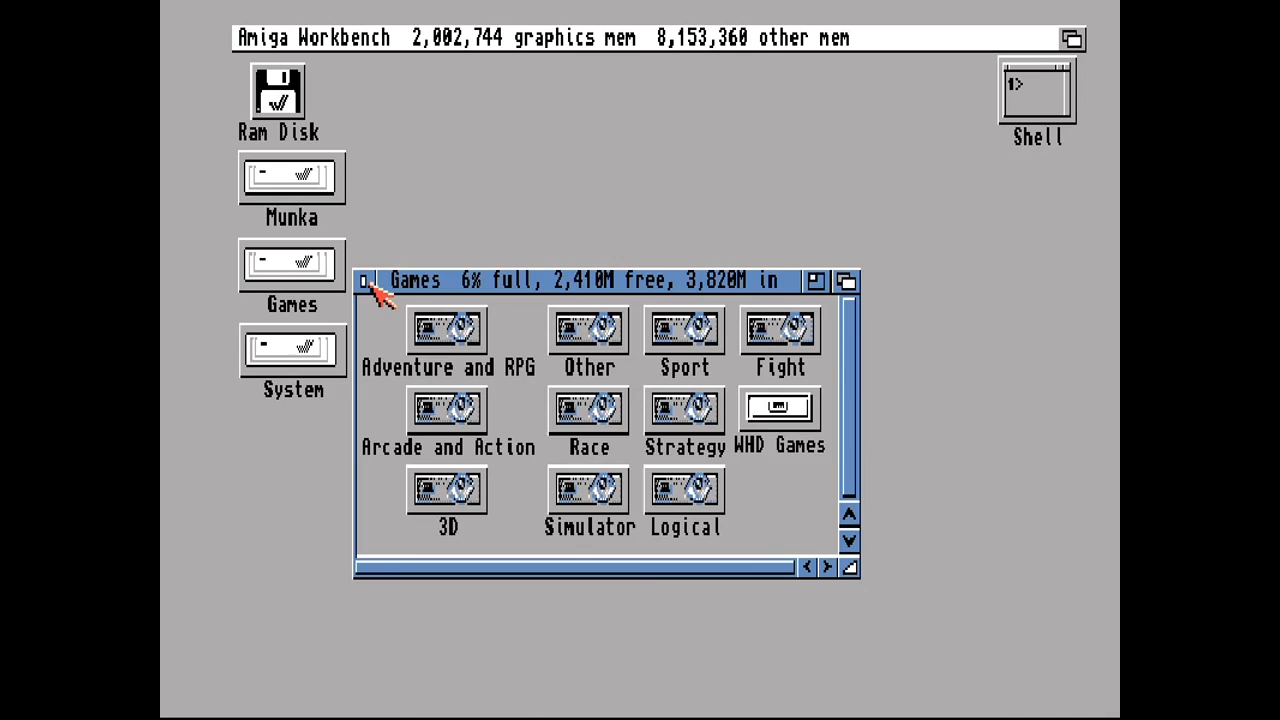 Amiga Workbench 2,002,744 graphics mem 8,153,360 other mem
Ram Disk
1>
Shell
Munka
Games
System
Games 6% full, 2,410M free, 3,820M in
Adventure and RPG Other Sport Fight
Arcade and Action Race Strategy WHD Games
3D Simulator Logical